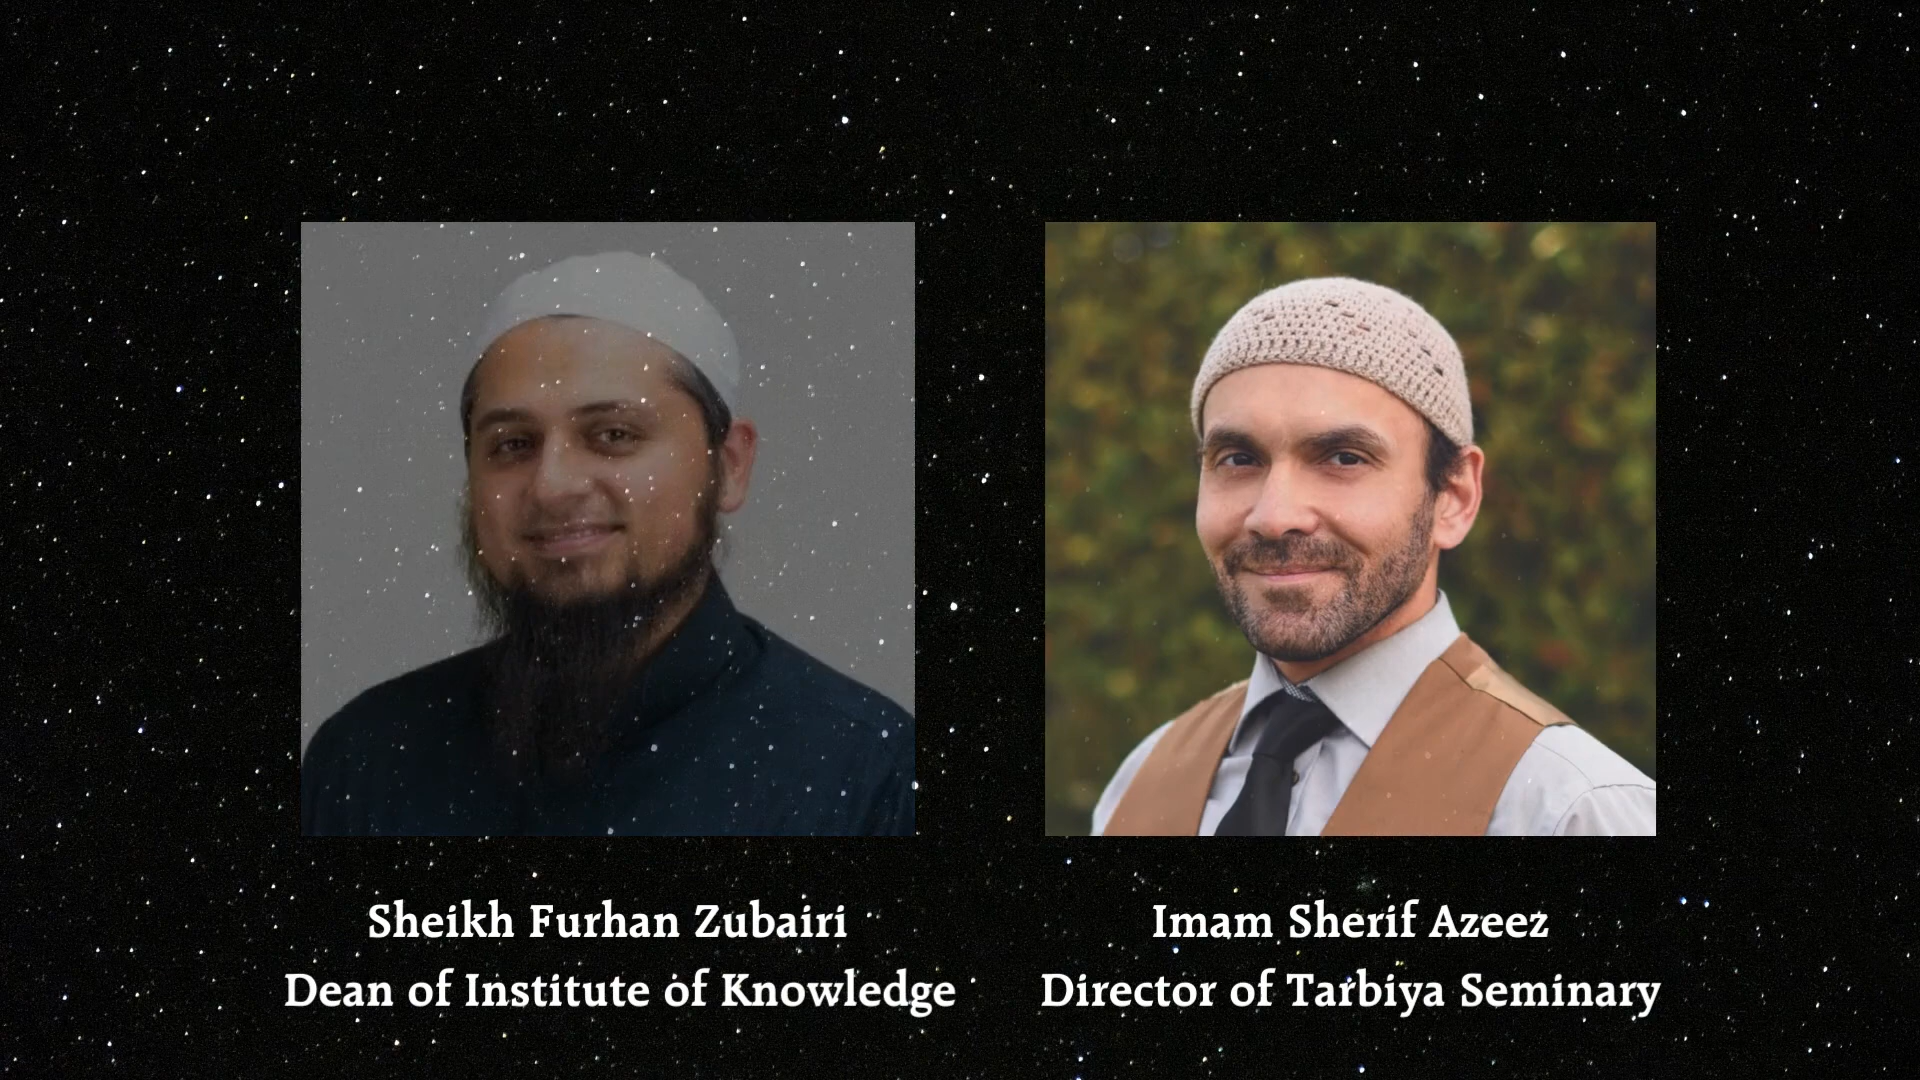 Sheikh Furhan Zubairi
Dean of Institute of Knowledge
Imam Sherif Azeez
Director of Tarbiya Seminary